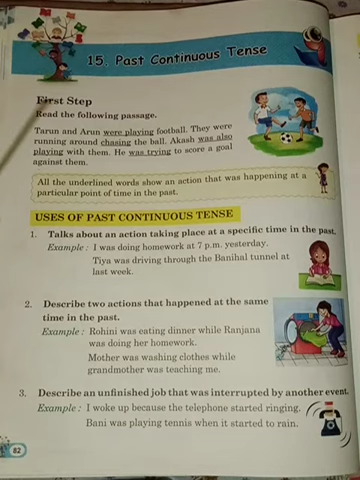 15. Past Continuous Tense
First Step
Read the following passage.
Tarun and Arun were playing football. They were
running around chasing the ball. Akash was also
playing with them. He was trying to score a goal
against them.
All the underlined words show an action that was happening at a
particular point of time in the past.
USES OF PAST CONTINUOUS TENSE
1. Talks about an action taking place at a specific time in the past.
Example : I was doing homework at 7 p.m. yesterday.
Tiya was driving through the Banihal tunnel at
last week.
2. Describe two actions that happened at the same
time in the past.
Example : Rohini was eating dinner while Ranjana
was doing her homework.
Mother was washing clothes while
grandmother was teaching me.
3. Describe an unfinished job that was interrupted by another event.
Example : I woke up because the telephone started ringing.
Bani was playing tennis when it started to rain.
82